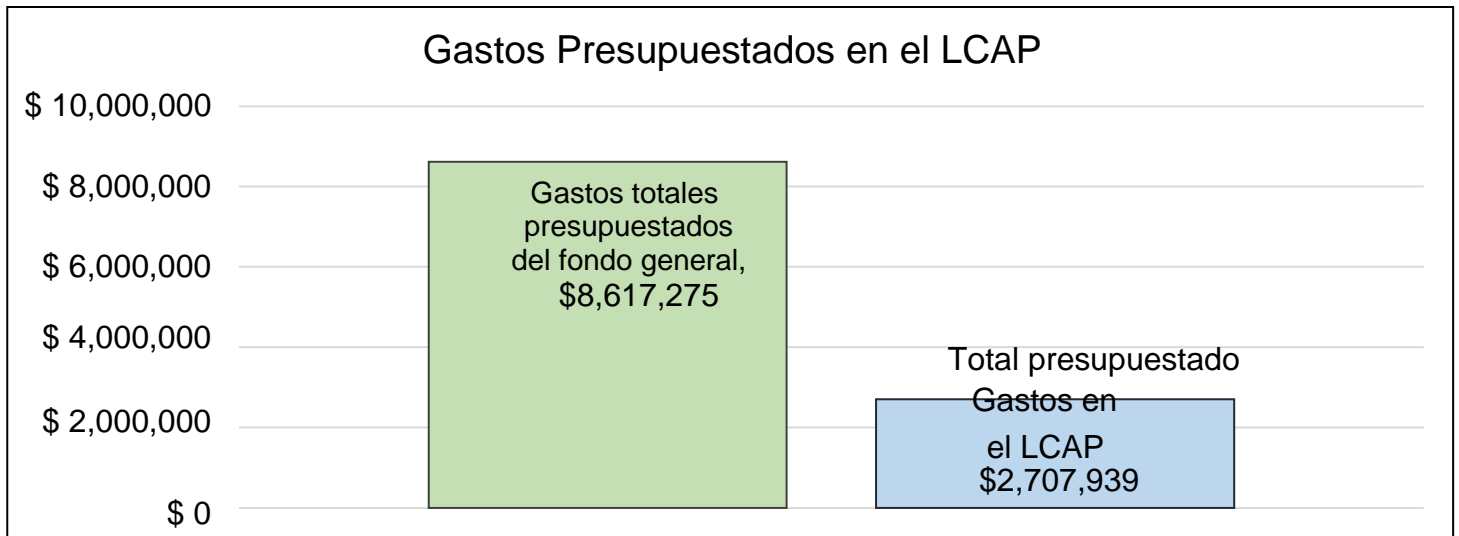 Gastos Presupuestados en el LCAP
$ 10,000,000
$ 8,000,000
$ 6,000,000
$ 4,000,000
$ 2,000,000
$ 0
Gastos totales
presupuestados
del fondo general,
$8,617,275
Total presupuestado
Gastos en
el LCAP
$2,707,939